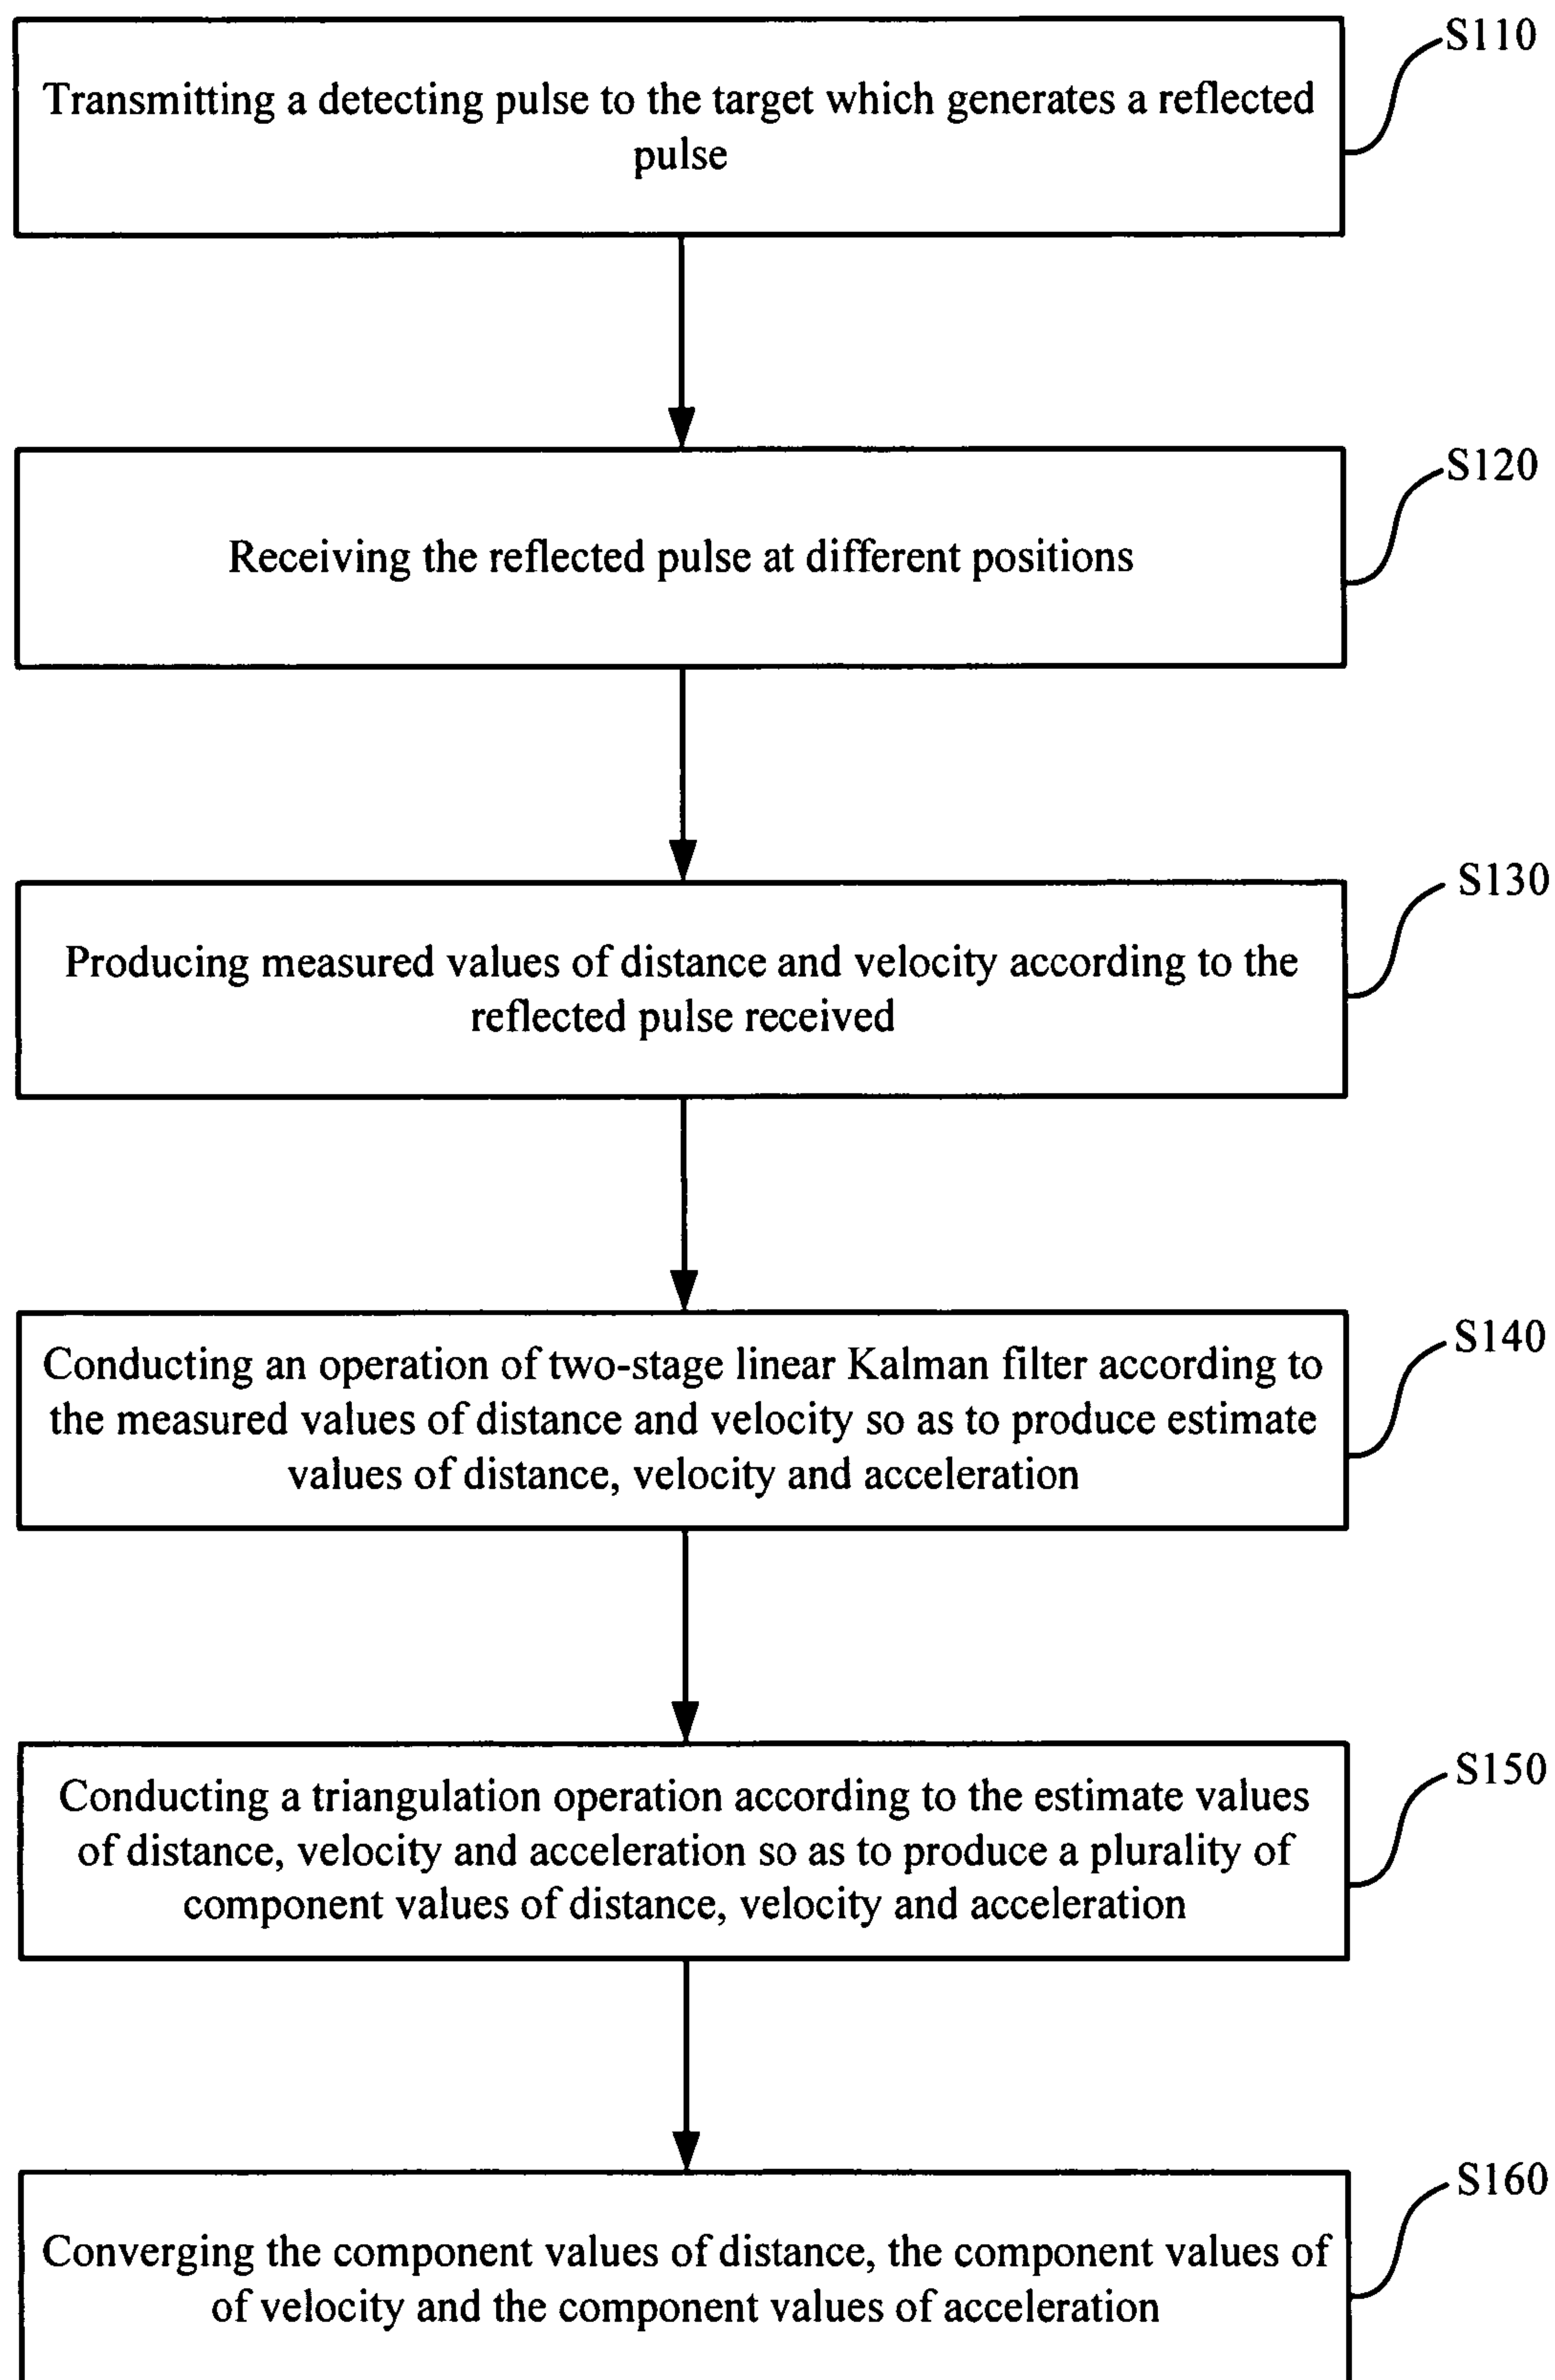 S110
Transmitting a detecting pulse to the target which generates a reflected
pulse
S120
Receiving the reflected pulse at different positions
S130
Producing measured values of distance and velocity according to the
reflected pulse received
S140
Conducting an operation of two-stage linear Kalman filter according to
the measured values of distance and velocity so as to produce estimate
values of distance, velocity and acceleration
S150
Conducting a triangulation operation according to the estimate values
of distance, velocity and acceleration so as to produce a plurality of
component values of distance, velocity and acceleration
S160
Converging the component values of distance, the component values of
of velocity and the component values of acceleration